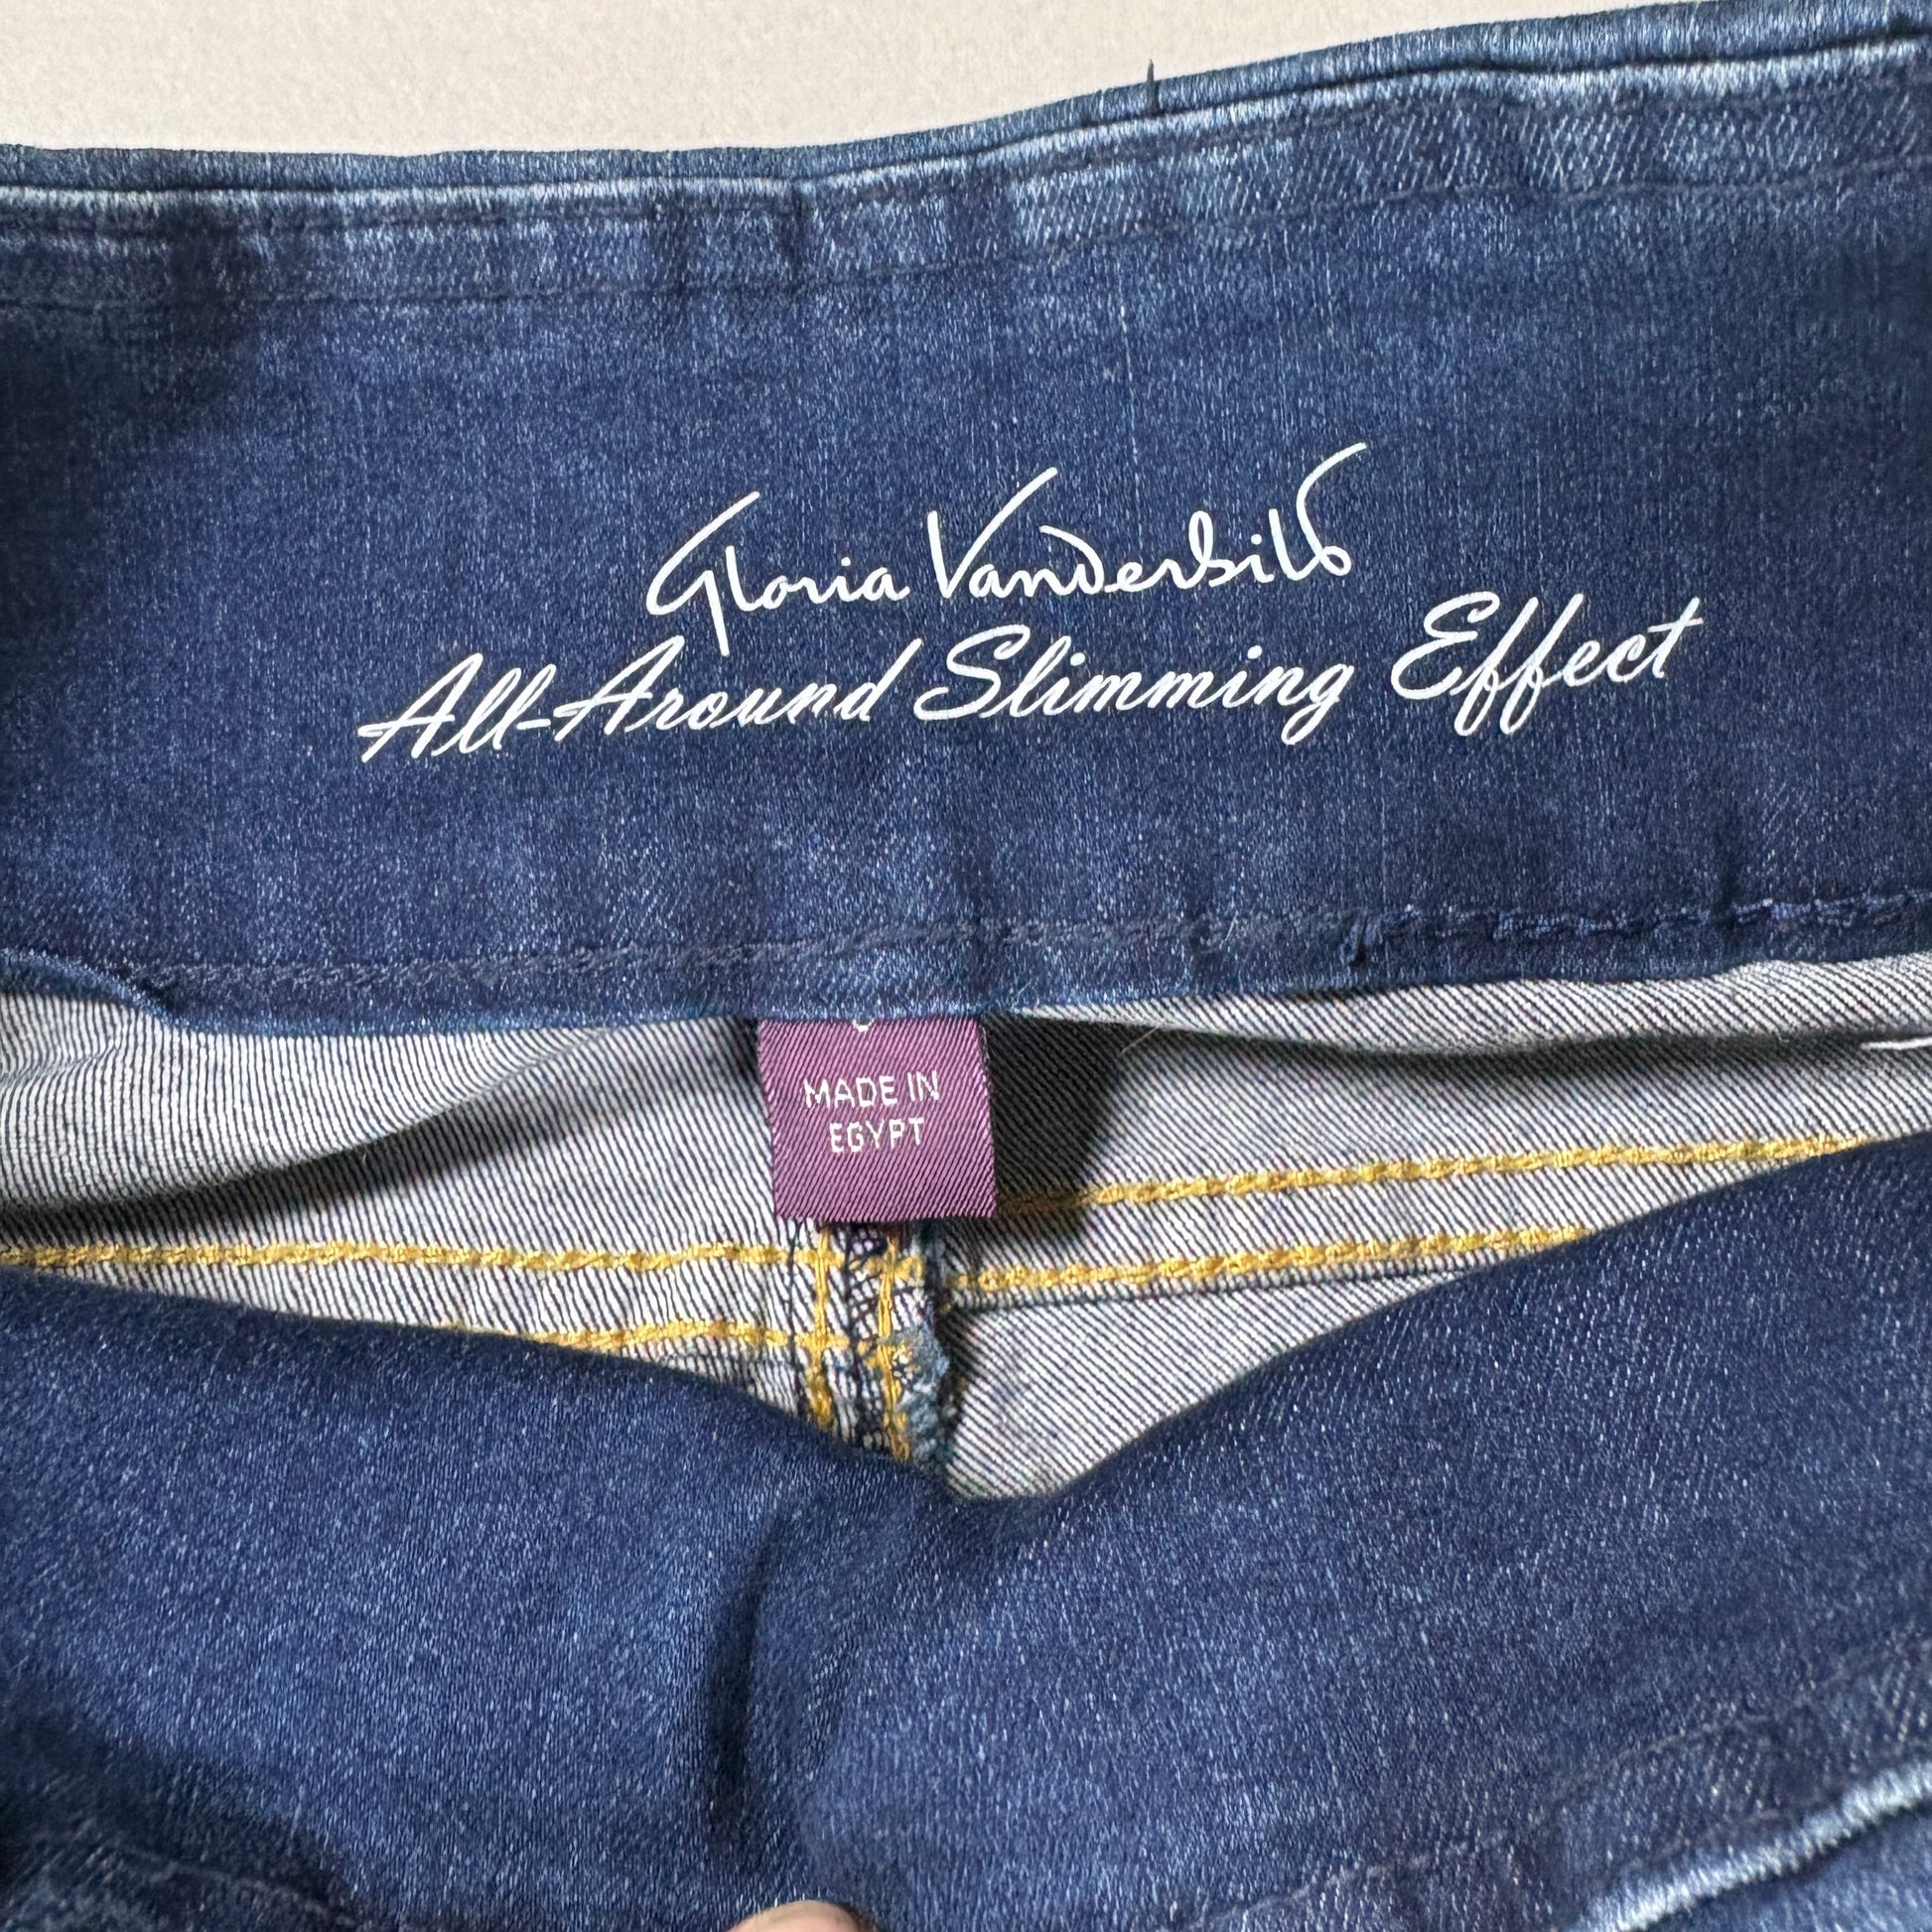 Gloria Vanderbilt
All-Around Slimming Effect
MADE IN
EGYPT